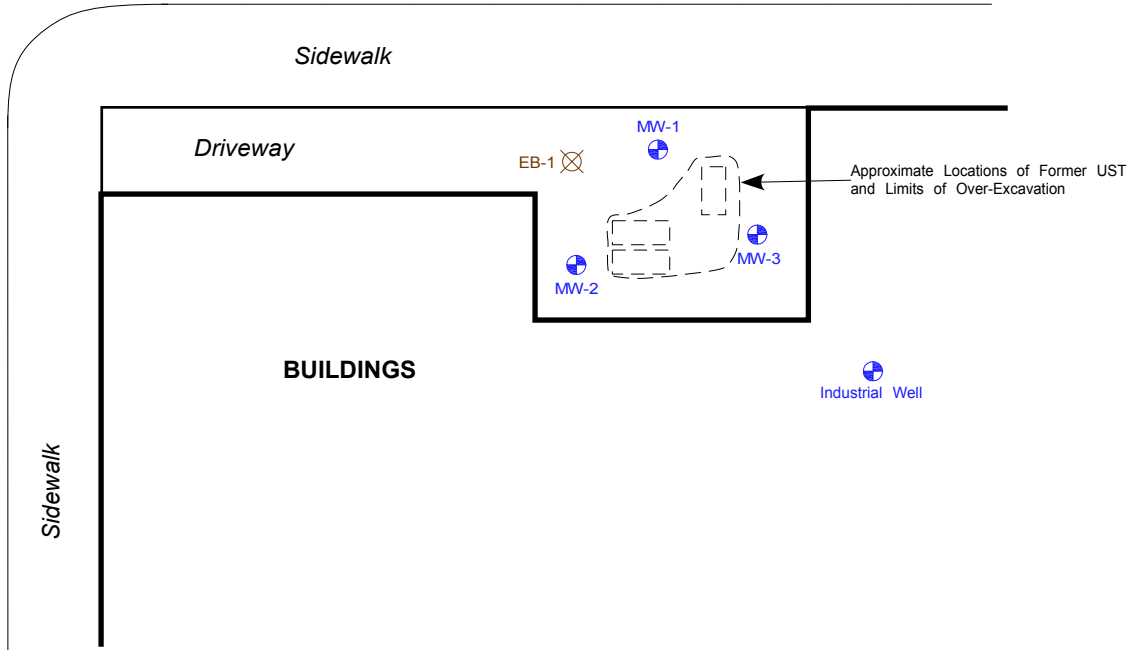 Sidewalk
MW-1
Driveway
EB-1
Approximate Locations of Former UST
and Limits of Over-Excavation
MW-3
MW-2
BUILDINGS
Industrial Well
Sidewalk